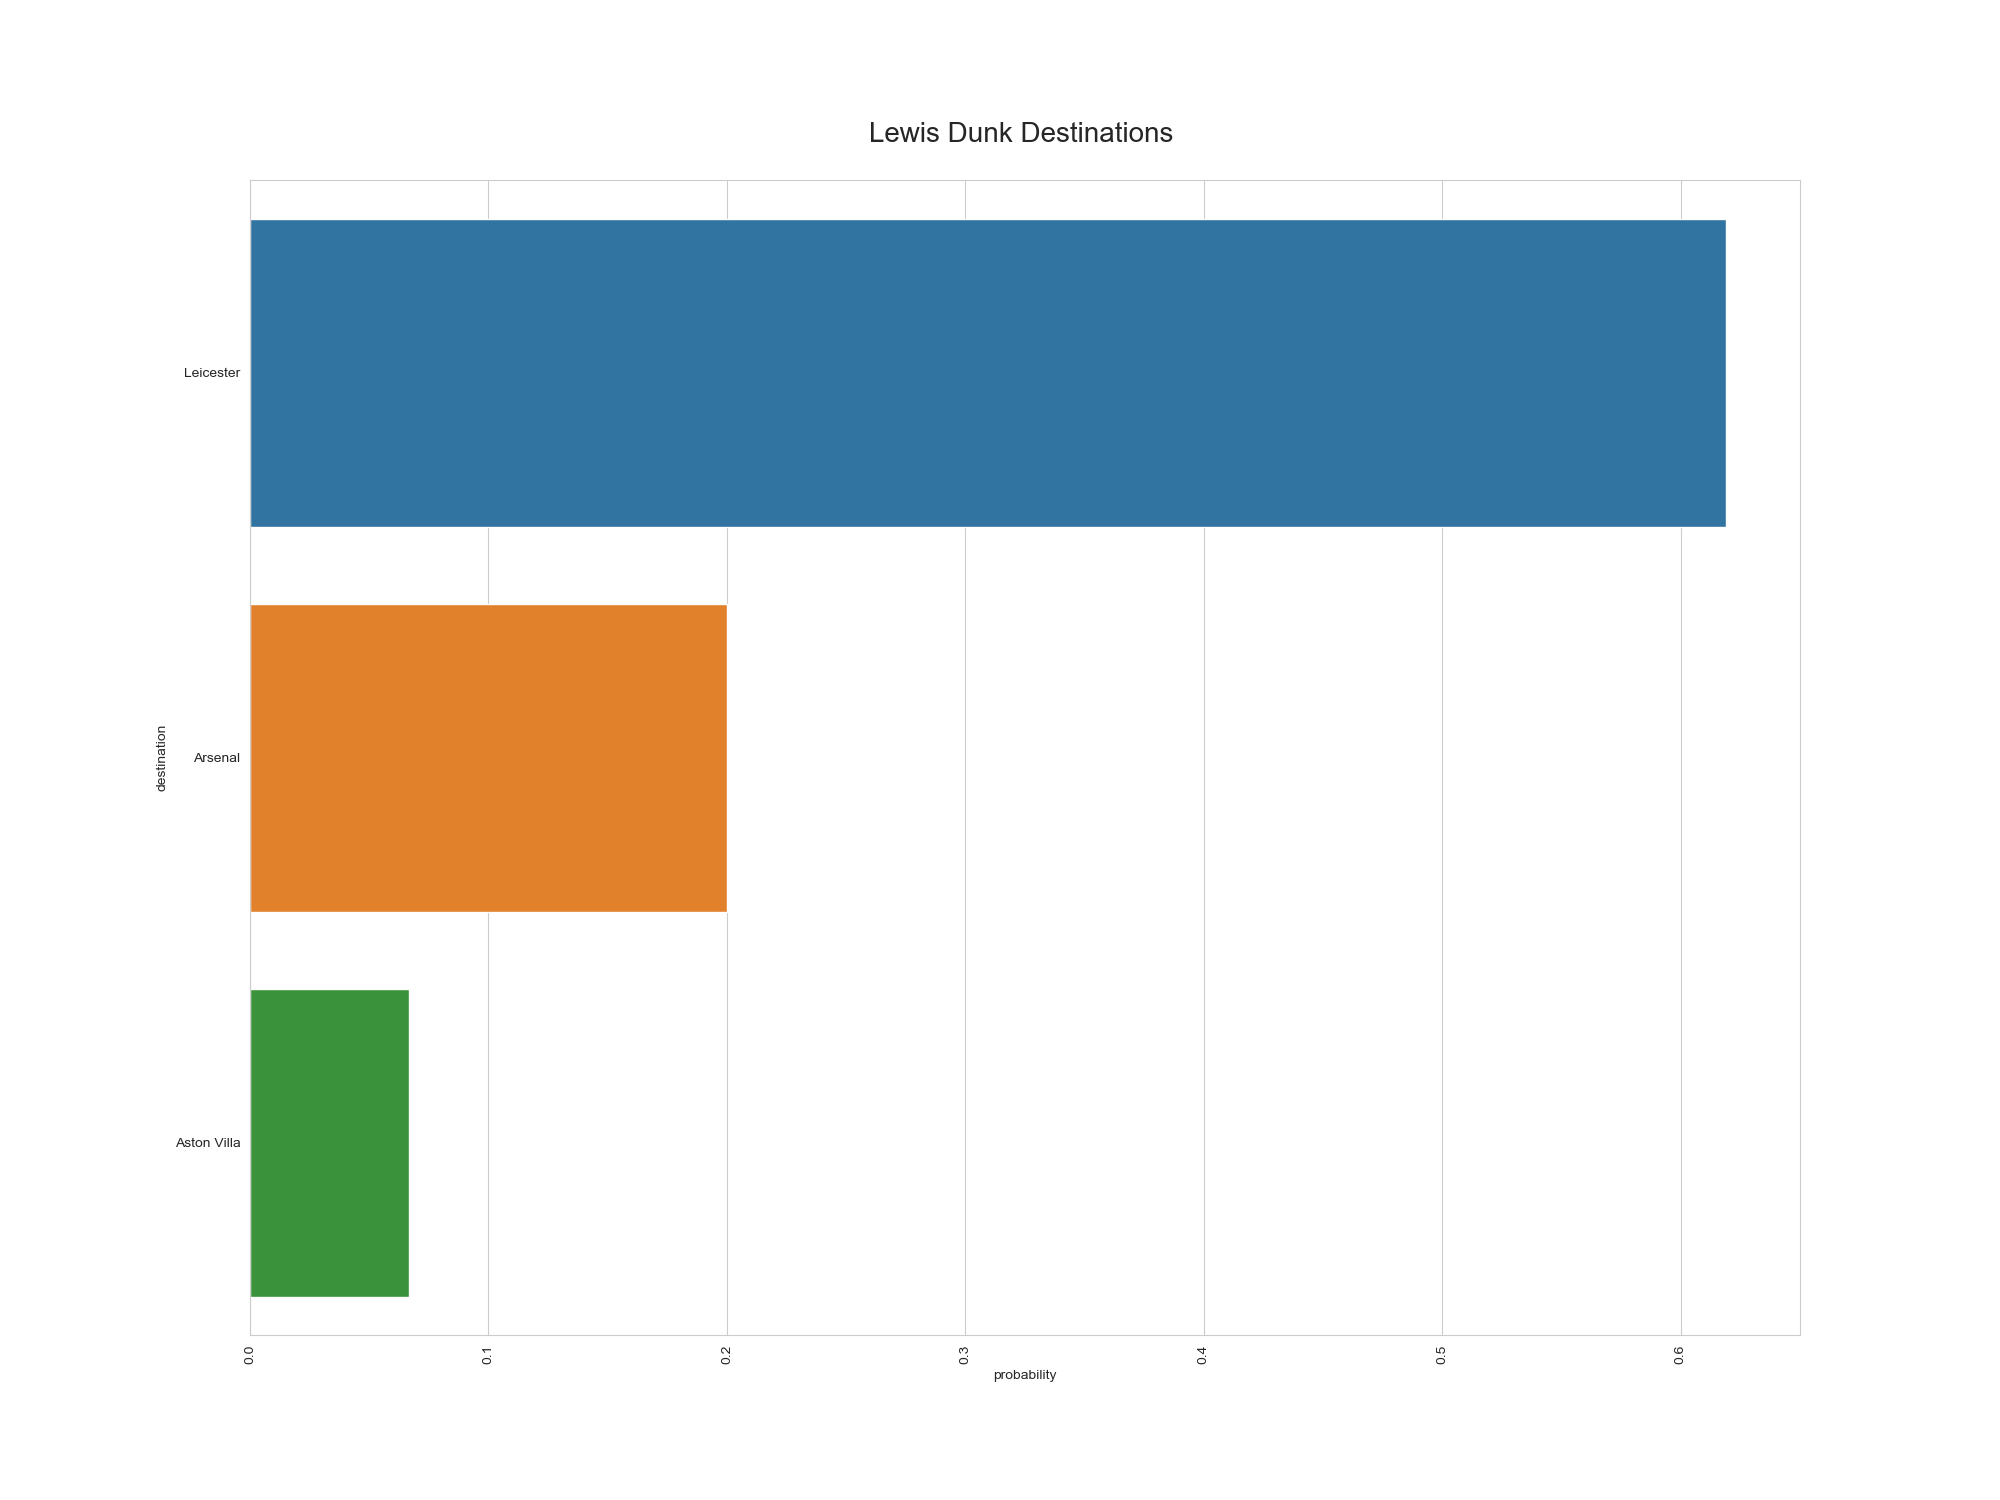 Lewis Dunk Destinations
Leicester
Arsenal
Aston Villa
destination
0.0 0.1 0.2 0.3 0.4 0.5 0.6
probability